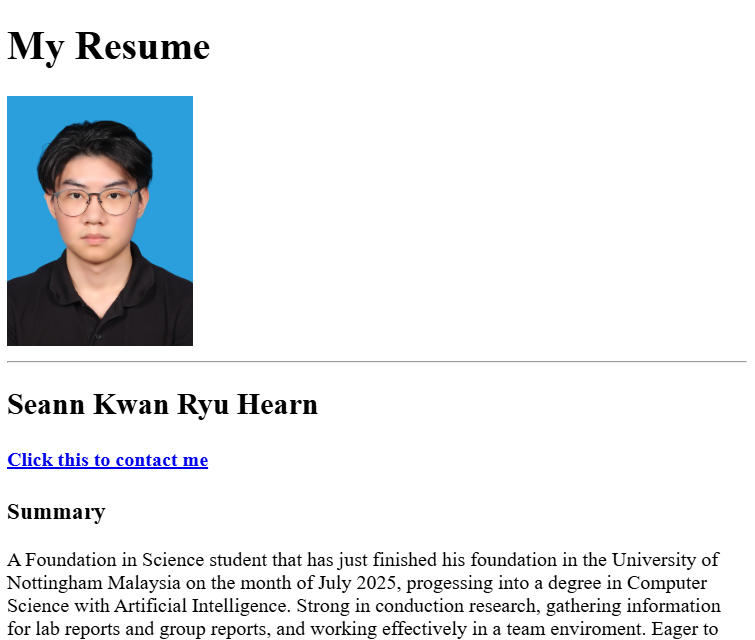 My Resume
Seann Kwan Ryu Hearn
Click this to contact me
Summary
A Foundation in Science student that has just finished his foundation in the University of
Nottingham Malaysia on the month of July 2025, progessing into a degree in Computer
Science with Artificial Intelligence. Strong in conduction research, gathering information
for lab reports and group reports, and working effectively in a team enviroment. Eager to